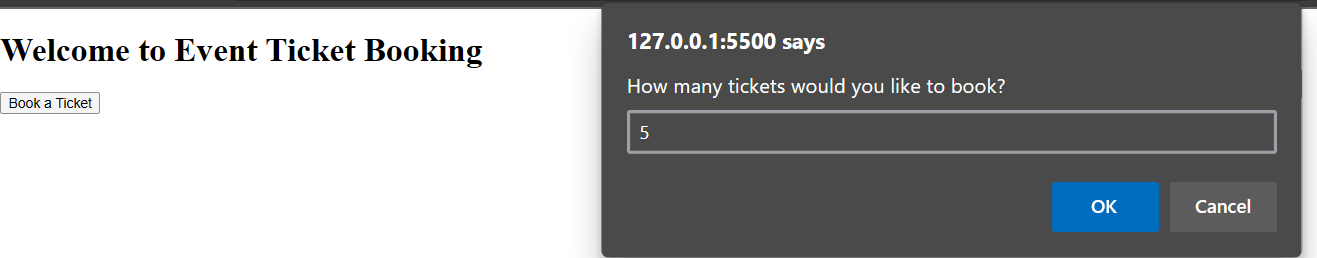 Welcome to Event Ticket Booking
Book a Ticket
127.0.0.1:5500 says
How many tickets would you like to book?
5
OK
Cancel